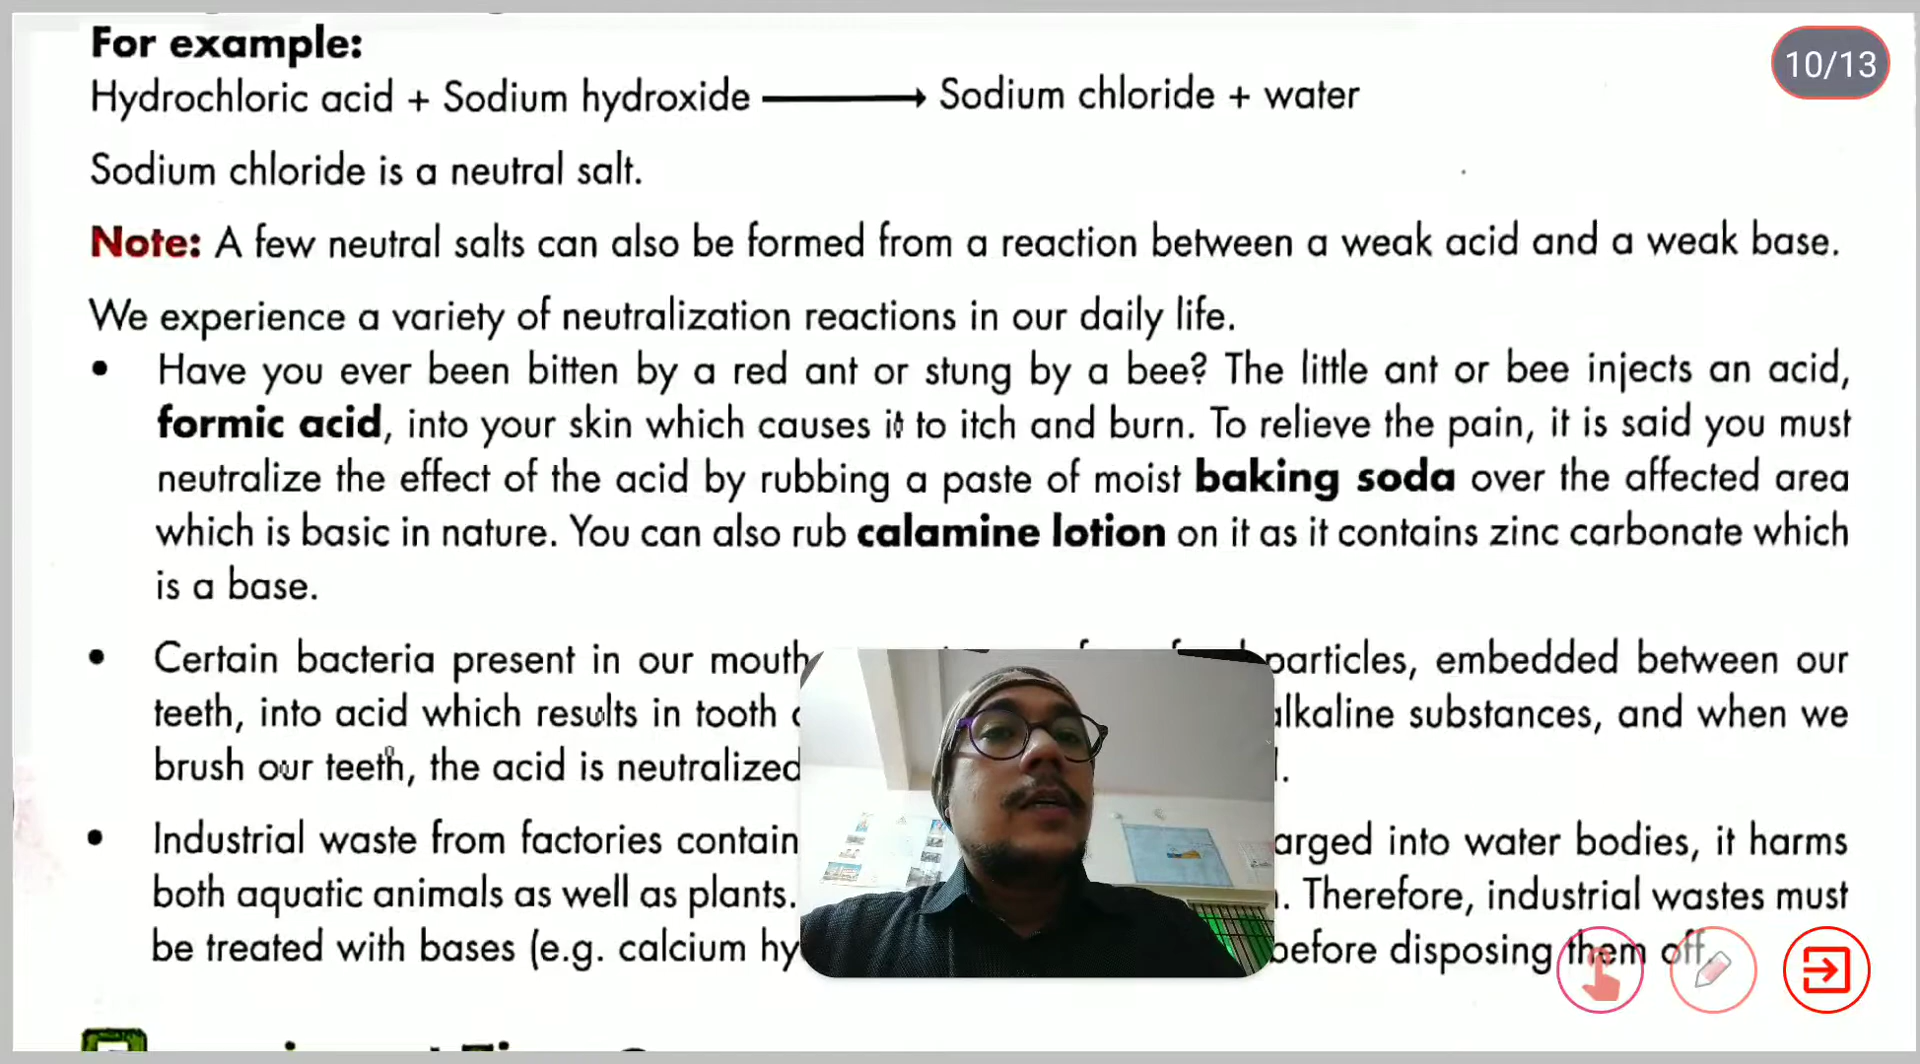 For example:
10/13
Hydrochloric acid + Sodium hydroxide ⟶ Sodium chloride + water
Sodium chloride is a neutral salt.
Note: A few neutral salts can also be formed from a reaction between a weak acid and a weak base.
We experience a variety of neutralization reactions in our daily life.
• Have you ever been bitten by a red ant or stung by a bee? The little ant or bee injects an acid,
formic acid, into your skin which causes it to itch and burn. To relieve the pain, it is said you must
neutralize the effect of the acid by rubbing a paste of moist baking soda over the affected area
which is basic in nature. You can also rub calamine lotion on it as it contains zinc carbonate which
is a base.
• Certain bacteria present in our mouth particles, embedded between our
teeth, into acid which results in tooth alkaline substances, and when we
brush our teeth, the acid is neutralized
• Industrial waste from factories contain arged into water bodies, it harms
both aquatic animals as well as plants. Therefore, industrial wastes must
be treated with bases (e.g. calcium hy before disposing them off.